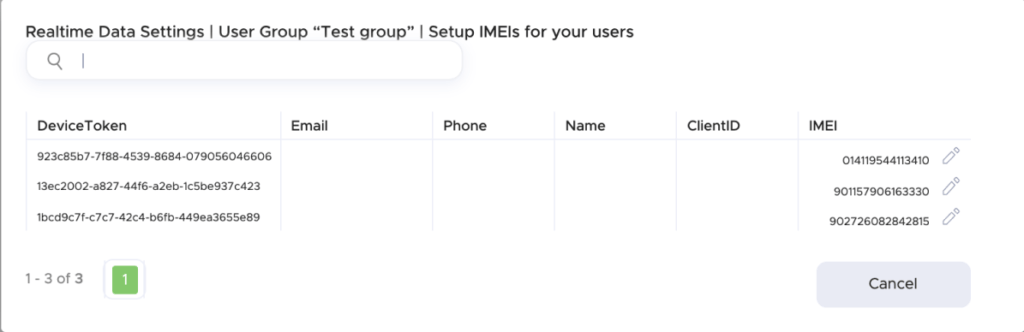 Realtime Data Settings | User Group “Test group” | Setup IMEIs for your users
DeviceToken Email Phone Name ClientID IMEI
923c85b7-7f88-4539-8684-079056046606 014119544113410
13ec2002-a827-44f6-a2eb-1c5be937c423 901157906163330
1bcd9c7f-c7c7-42c4-b6fb-449ea3655e89 902726082842815
1 - 3 of 3 1 Cancel